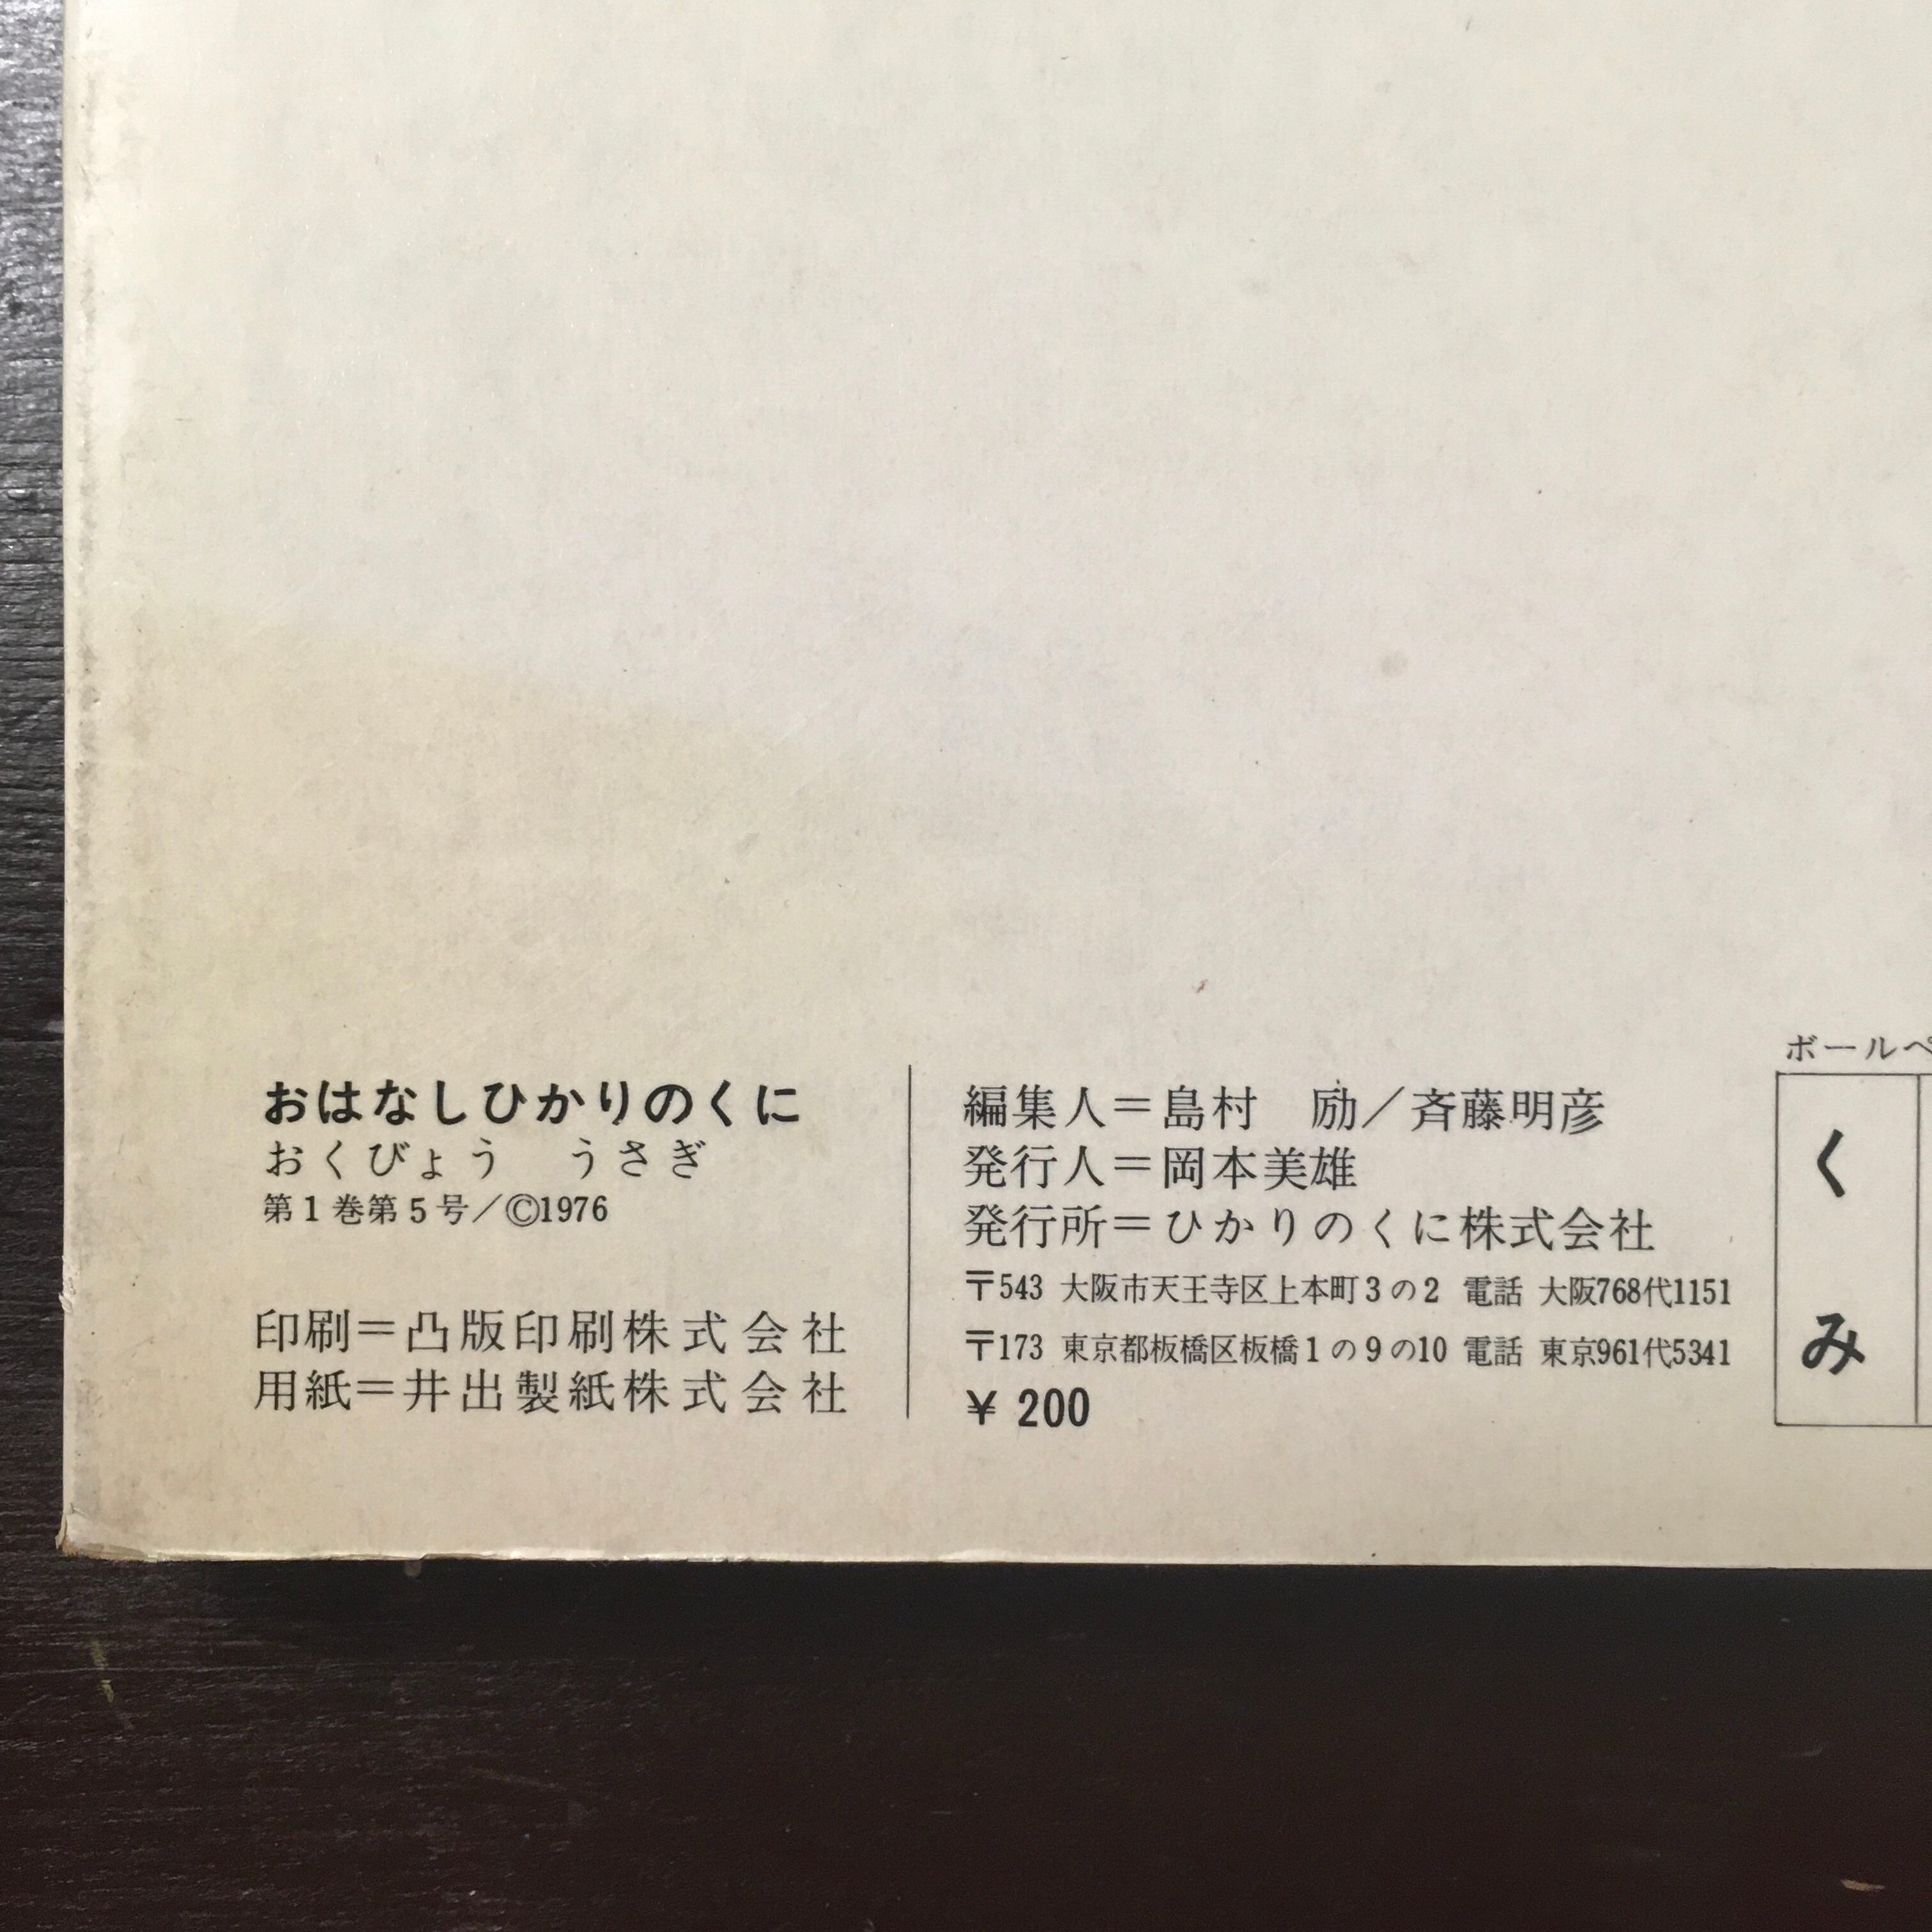 おはなしひかりのくに
おくびょう　うさぎ
第1巻第5号／©1976
印刷＝凸版印刷株式会社
用紙＝井出製紙株式会社
編集人＝島村　励／斉藤明彦
発行人＝岡本美雄
発行所＝ひかりのくに株式会社
〒543 大阪市天王寺区上本町3の2 電話 大阪768代1151
〒173 東京都板橋区板橋1の9の10 電話 東京961代5341
¥ 200
ボールペ
くみ